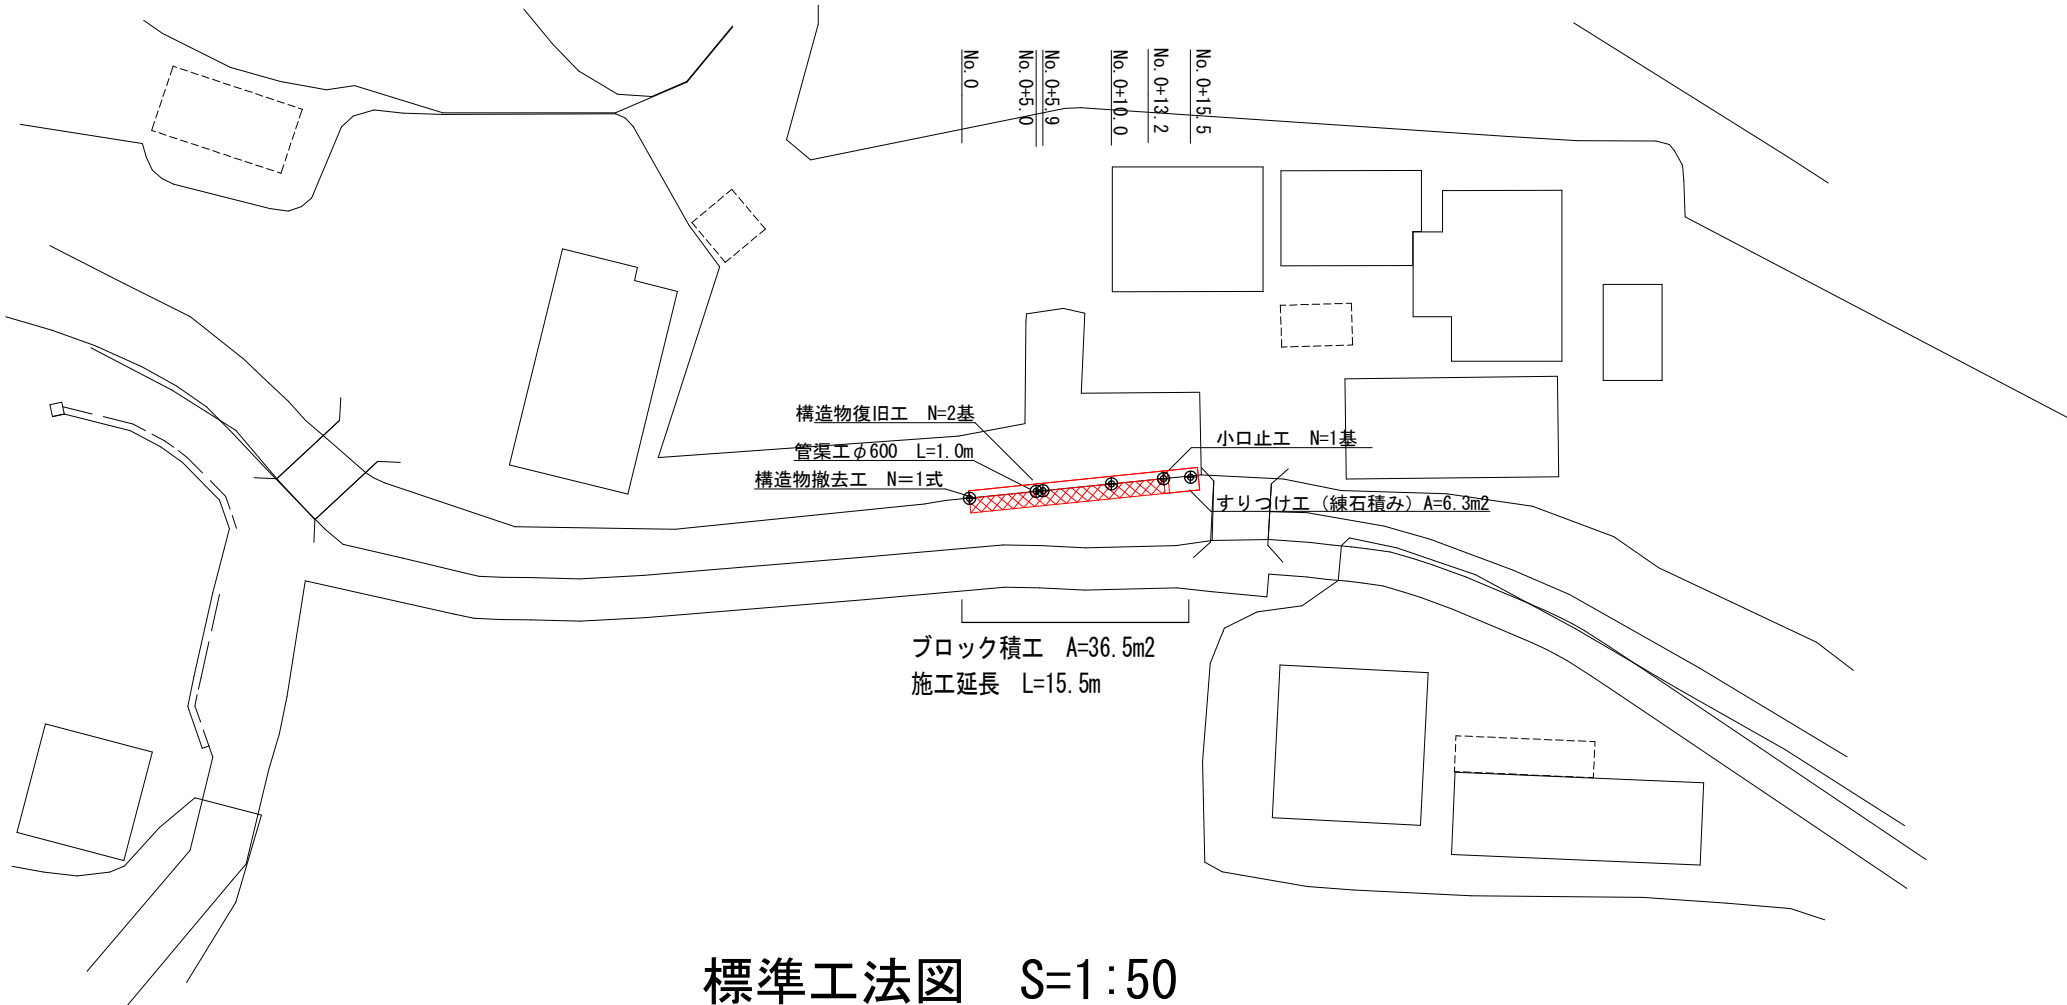 No.0
No.0+5.0
No.0+5.9
No.0+10.0
No.0+13.2
No.0+15.5
構造物復旧工　N=2基
管渠工φ600　L=1.0m
構造物撤去工　N＝1式
小口止工　N=1基
すりつけ工（練石積み）A=6.3m2
ブロック積工　A=36.5m2
施工延長　L=15.5m
標準工法図　S=1:50